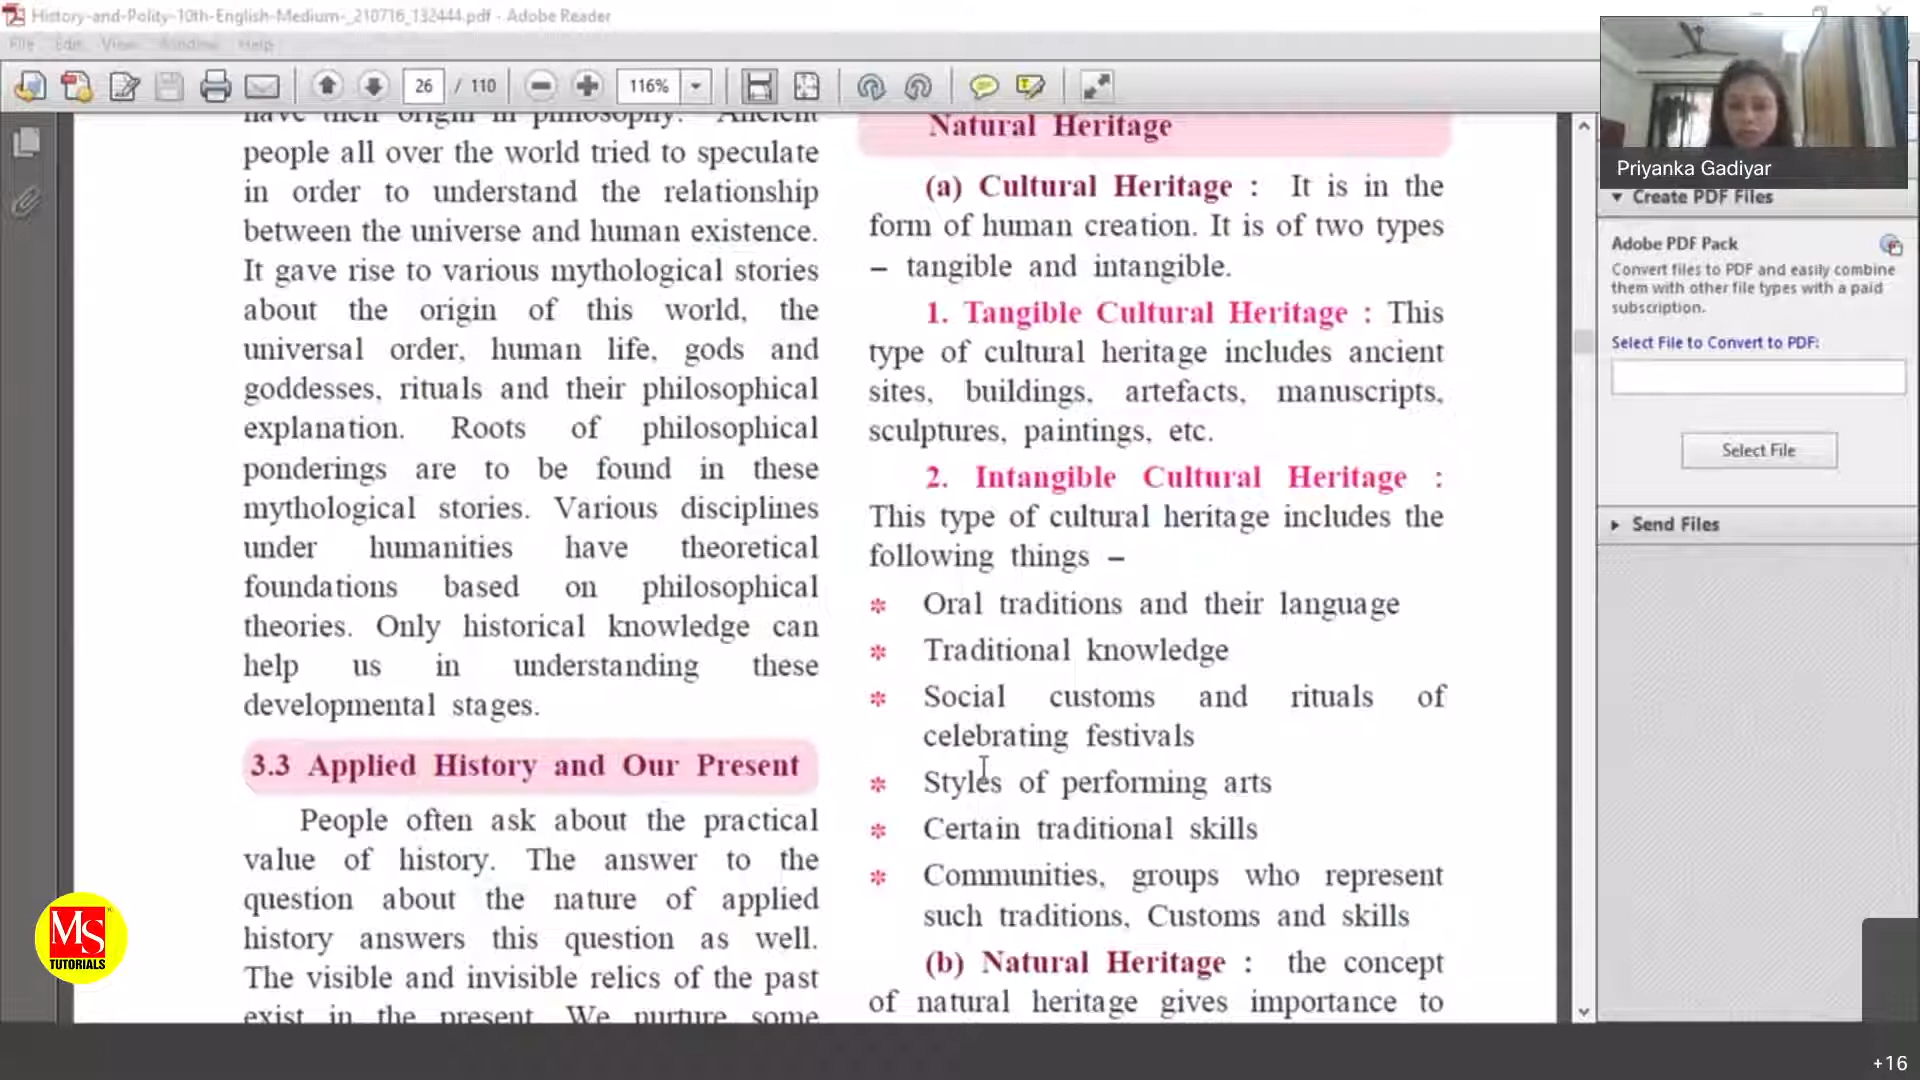 History-and-Polity-10th-English-Medium-_210716_132444.pdf - Adobe Reader
File Edit View Window Help
26 / 110
116%
have their origin in philosophy. Ancient
people all over the world tried to speculate
in order to understand the relationship
between the universe and human existence.
It gave rise to various mythological stories
about the origin of this world, the
universal order, human life, gods and
goddesses, rituals and their philosophical
explanation. Roots of philosophical
ponderings are to be found in these
mythological stories. Various disciplines
under humanities have theoretical
foundations based on philosophical
theories. Only historical knowledge can
help us in understanding these
developmental stages.
3.3 Applied History and Our Present
People often ask about the practical
value of history. The answer to the
question about the nature of applied
history answers this question as well.
The visible and invisible relics of the past
exist in the present. We nurture some
Natural Heritage
(a) Cultural Heritage : It is in the
form of human creation. It is of two types
– tangible and intangible.
1. Tangible Cultural Heritage : This
type of cultural heritage includes ancient
sites, buildings, artefacts, manuscripts,
sculptures, paintings, etc.
2. Intangible Cultural Heritage :
This type of cultural heritage includes the
following things –
* Oral traditions and their language
* Traditional knowledge
* Social customs and rituals of
celebrating festivals
* Styles of performing arts
* Certain traditional skills
* Communities, groups who represent
such traditions, Customs and skills
(b) Natural Heritage : the concept
of natural heritage gives importance to
Priyanka Gadiyar
Create PDF Files
Adobe PDF Pack
Convert files to PDF and easily combine
them with other file types with a paid
subscription.
Select File to Convert to PDF:
Select File
Send Files
MS
TUTORIALS
+16